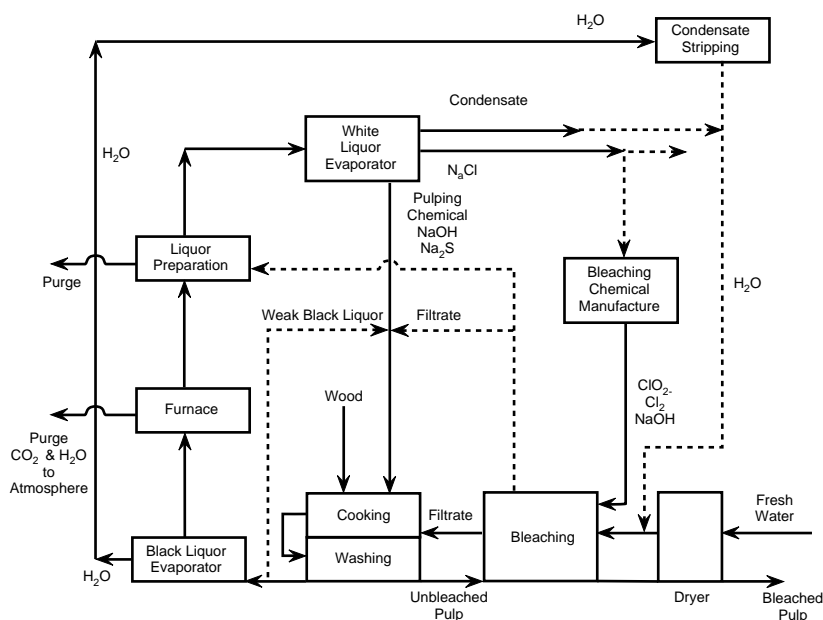 H₂O
Condensate
Stripping
Condensate
White
Liquor
Evaporator
H₂O
NₐCl
Pulping
Chemical
NaOH
Na₂S
Liquor
Preparation
Purge
Bleaching
Chemical
Manufacture
H₂O
Weak Black Liquor
Filtrate
Wood
Furnace
ClO₂-
Cl₂
NaOH
Purge
CO₂ & H₂O
to
Atmosphere
Cooking
Filtrate
Bleaching
Fresh
Water
Washing
Black Liquor
Evaporator
H₂O
Unbleached
Pulp
Dryer
Bleached
Pulp